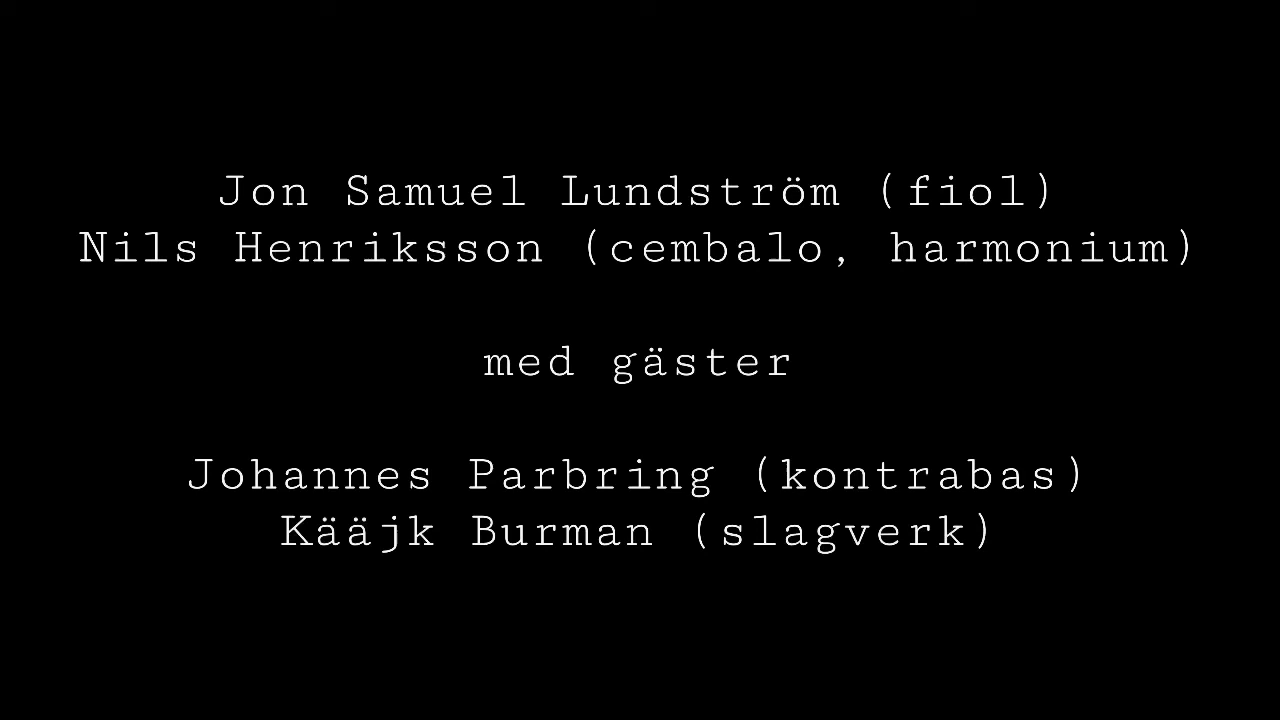 Jon Samuel Lundström (fiol)
Nils Henriksson (cembalo, harmonium)
med gäster
Johannes Parbring (kontrabas)
Kääjk Burman (slagverk)